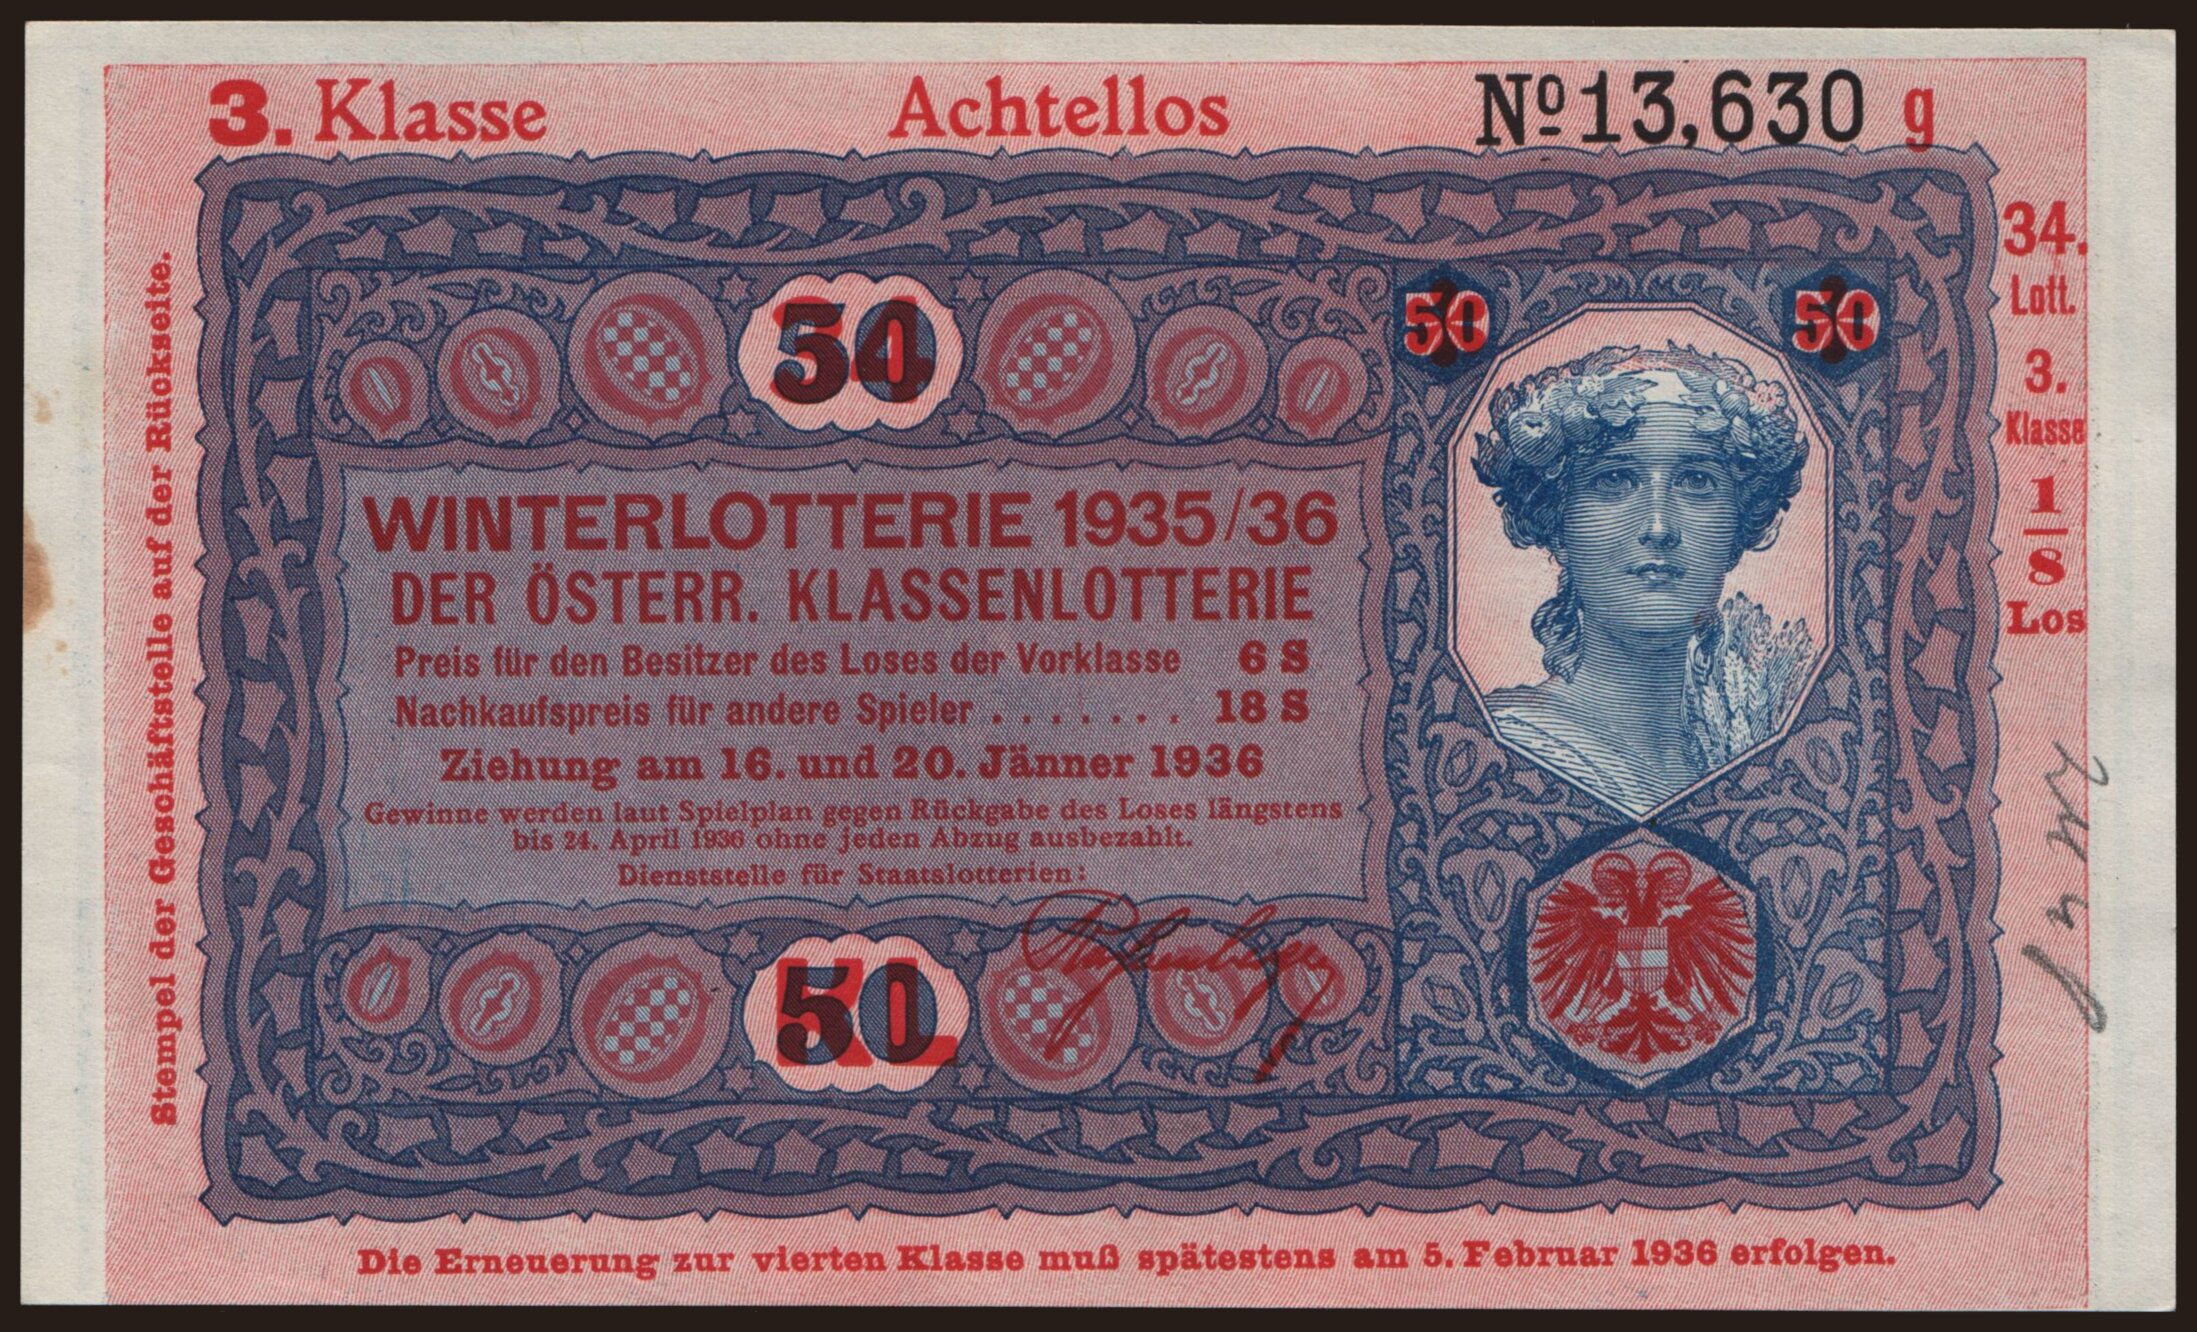 3. Klasse Achtellos Nº 13,630 g
34.
Lott.
3.
Klasse
1/8
Los
Stempel der Geschäftsstelle auf der Rückseite.
50 50
WINTERLOTTERIE 1935/36
DER ÖSTERR. KLASSENLOTTERIE
Preis für den Besitzer des Loses der Vorklasse 6 S
Nachkaufspreis für andere Spieler . . . . . . . 18 S
Ziehung am 16. und 20. Jänner 1936
Gewinne werden laut Spielplan gegen Rückgabe des Loses längstens
bis 24. April 1936 ohne jeden Abzug ausbezahlt.
Dienststelle für Staatslotterien:
Die Erneuerung zur vierten Klasse muß spätestens am 5. Februar 1936 erfolgen.